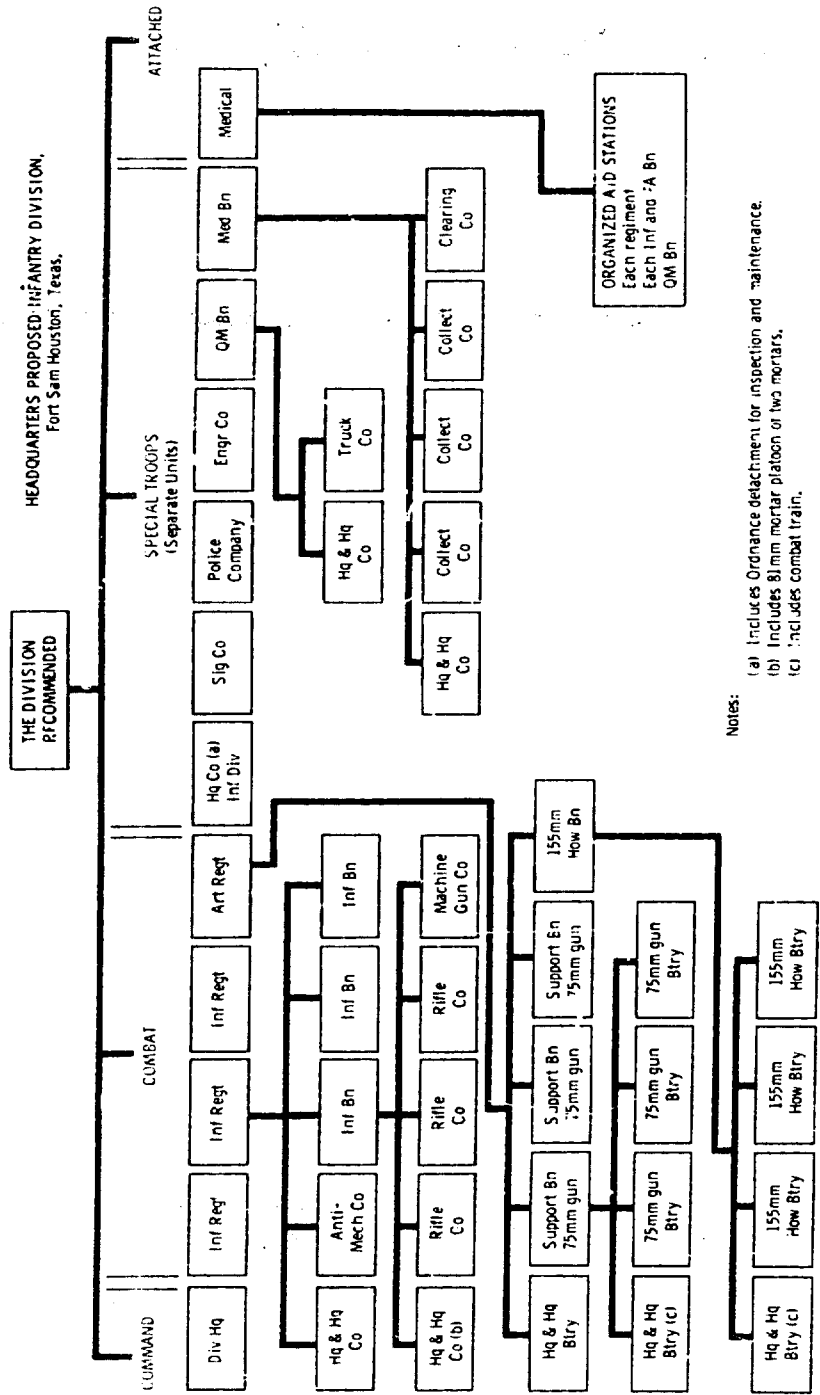 HEADQUARTERS PROPOSED INFANTRY DIVISION,
Fort Sam Houston, Texas.
THE DIVISION
RECOMMENDED
COMMAND
COMBAT
SPECIAL TROOPS
(Separate Units)
ATTACHED
Div Hq
Inf Regt
Inf Regt
Inf Regt
Art Regt
Hq Co (a)
Inf Div
Sig Co
Police
Company
Engr Co
QM Bn
Med Bn
Medical
Hq & Hq
Co
Anti-
Mech Co
Inf Bn
Inf Bn
Inf Bn
Hq & Hq
Co
Truck
Co
Hq & Hq
Co (b)
Rifle
Co
Rifle
Co
Rifle
Co
Machine
Gun Co
Hq & Hq
Co
Collect
Co
Collect
Co
Collect
Co
Clearing
Co
Hq & Hq
Btry
Support Bn
75mm gun
Support Bn
75mm gun
Support Bn
75mm gun
155mm
How Bn
ORGANIZED AID STATIONS
Each regiment
Each Inf and FA Bn
QM Bn
Hq & Hq
Btry (c)
75mm gun
Btry
75mm gun
Btry
75mm gun
Btry
Hq & Hq
Btry (c)
155mm
How Btry
155mm
How Btry
155mm
How Btry
Notes:
(a) Includes Ordnance detachment for inspection and maintenance.
(b) Includes 81mm mortar platoon of two mortars.
(c) Includes combat train.